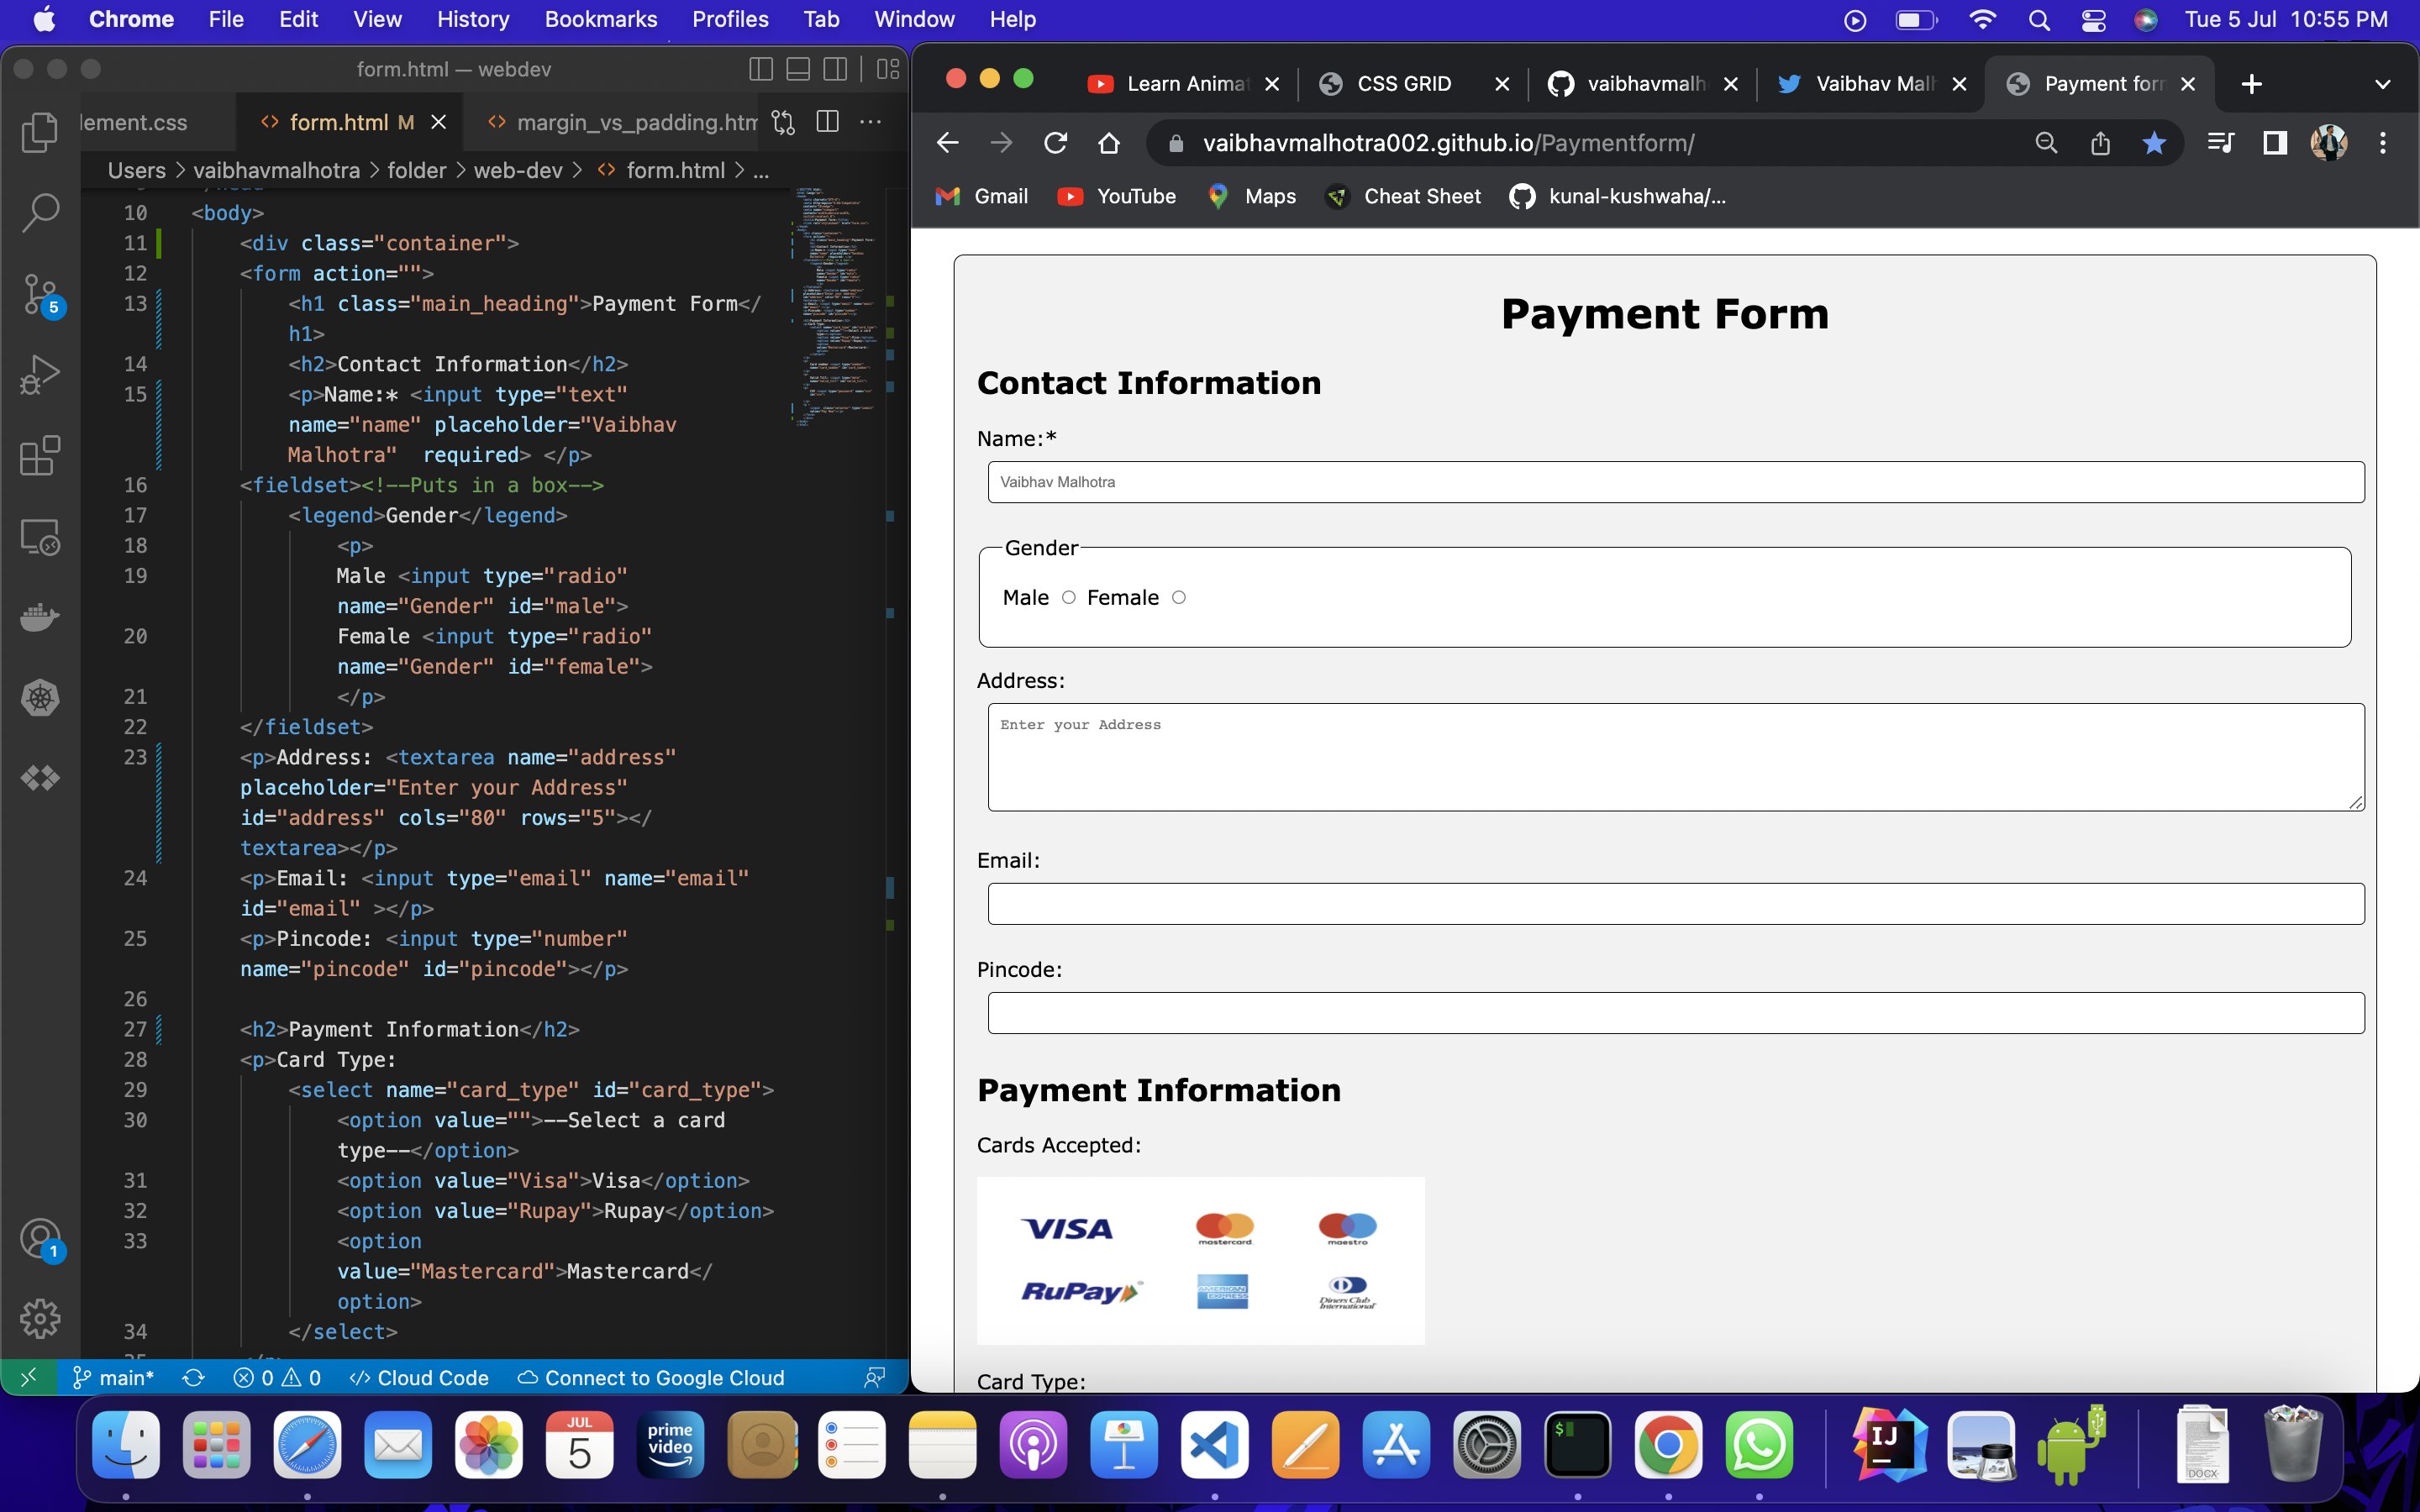 Chrome File Edit View History Bookmarks Profiles Tab Window Help
Tue 5 Jul 10:55 PM
form.html — webdev
lement.css
form.html M
margin_vs_padding.htm
Users > vaibhavmalhotra > folder > web-dev > <> form.html > ...
10 <body>
11 <div class="container">
12 <form action="">
13 <h1 class="main_heading">Payment Form</
h1>
14 <h2>Contact Information</h2>
15 <p>Name:* <input type="text"
name="name" placeholder="Vaibhav
Malhotra"  required> </p>
16 <fieldset><!--Puts in a box-->
17 <legend>Gender</legend>
18 <p>
19 Male <input type="radio"
name="Gender" id="male">
20 Female <input type="radio"
name="Gender" id="female">
21 </p>
22 </fieldset>
23 <p>Address: <textarea name="address"
placeholder="Enter your Address"
id="address" cols="80" rows="5"></
textarea></p>
24 <p>Email: <input type="email" name="email"
id="email" ></p>
25 <p>Pincode: <input type="number"
name="pincode" id="pincode"></p>
26
27 <h2>Payment Information</h2>
28 <p>Card Type:
29 <select name="card_type" id="card_type">
30 <option value="">--Select a card
type--</option>
31 <option value="Visa">Visa</option>
32 <option value="Rupay">Rupay</option>
33 <option
value="Mastercard">Mastercard</
option>
34 </select>
5
1
main* 0 0 Cloud Code Connect to Google Cloud
Learn Animat
CSS GRID
vaibhavmalh
Vaibhav Malh
Payment form
vaibhavmalhotra002.github.io/Paymentform/
Gmail YouTube Maps Cheat Sheet kunal-kushwaha/...
Payment Form
Contact Information
Name:*
Vaibhav Malhotra
Gender
Male Female
Address:
Enter your Address
Email:
Pincode:
Payment Information
Cards Accepted:
VISA mastercard maestro
RuPay AMERICAN EXPRESS Diners Club International
Card Type:
JUL
5
prime
video
$
IJ
DOCX